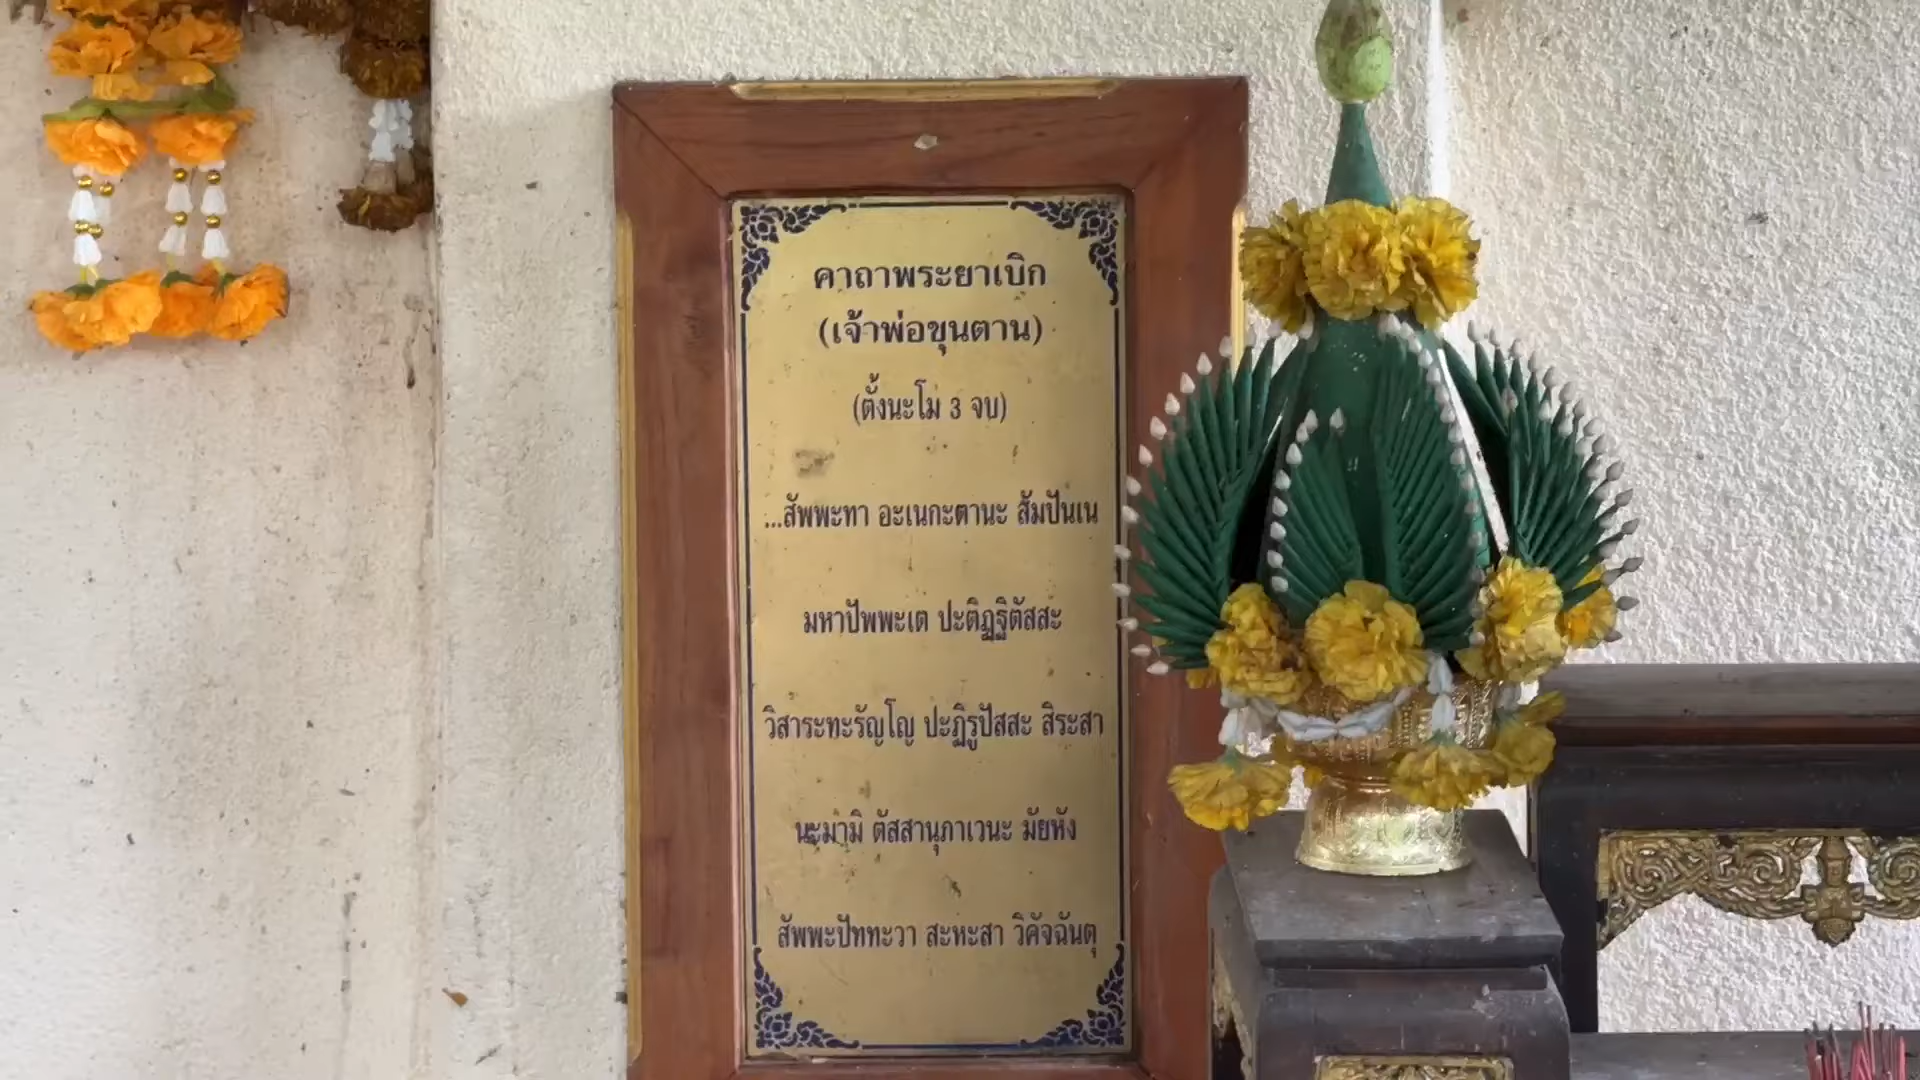 คาถาพระยาเบิก
(เจ้าพ่อขุนตาน)
(ตั้งนะโม 3 จบ)
...สัพพะทา อะเนกะตานะ สัมปันเน
มหาปัพพะเต ปะติฏฐิตัสสะ
วิสาระทะรัญโญ ปะฏิรูปัสสะ สิระสา
นะมามิ ตัสสานุภาเวนะ มัยหัง
สัพพะปัททะวา สะหะสา วิคัจฉันตุ